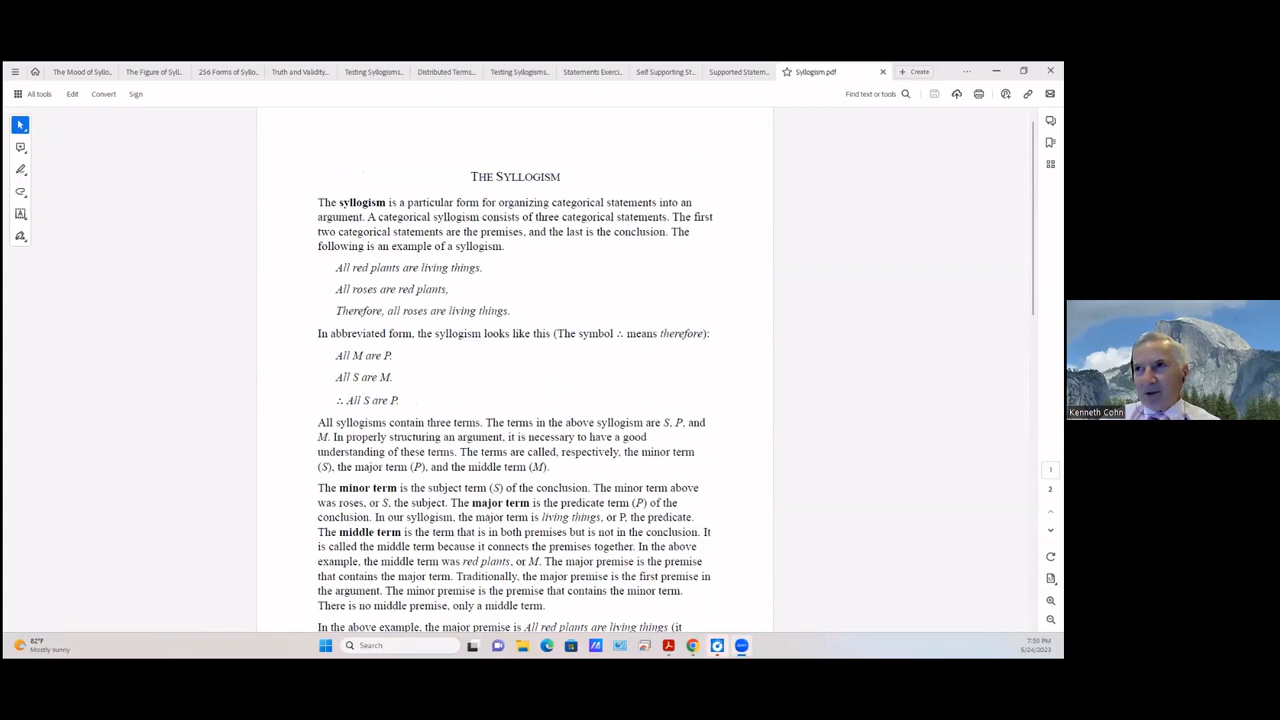 The Mood of Syllo...
The Figure of Syll...
256 Forms of Syllo...
Truth and Validity...
Testing Syllogisms...
Distributed Terms...
Testing Syllogisms...
Statements Exerci...
Self Supporting St...
Supported Statem...
Syllogism.pdf
Create
All tools
Edit
Convert
Sign
Find text or tools
THE SYLLOGISM
The syllogism is a particular form for organizing categorical statements into an
argument. A categorical syllogism consists of three categorical statements. The first
two categorical statements are the premises, and the last is the conclusion. The
following is an example of a syllogism.
All red plants are living things.
All roses are red plants,
Therefore, all roses are living things.
In abbreviated form, the syllogism looks like this (The symbol ∴ means therefore):
All M are P.
All S are M.
∴ All S are P.
All syllogisms contain three terms. The terms in the above syllogism are S, P, and
M. In properly structuring an argument, it is necessary to have a good
understanding of these terms. The terms are called, respectively, the minor term
(S), the major term (P), and the middle term (M).
The minor term is the subject term (S) of the conclusion. The minor term above
was roses, or S, the subject. The major term is the predicate term (P) of the
conclusion. In our syllogism, the major term is living things, or P, the predicate.
The middle term is the term that is in both premises but is not in the conclusion. It
is called the middle term because it connects the premises together. In the above
example, the middle term was red plants, or M. The major premise is the premise
that contains the major term. Traditionally, the major premise is the first premise in
the argument. The minor premise is the premise that contains the minor term.
There is no middle premise, only a middle term.
In the above example, the major premise is All red plants are living things (it
1
2
Kenneth Cohn
82°F
Mostly sunny
Search
7:50 PM
5/24/2023